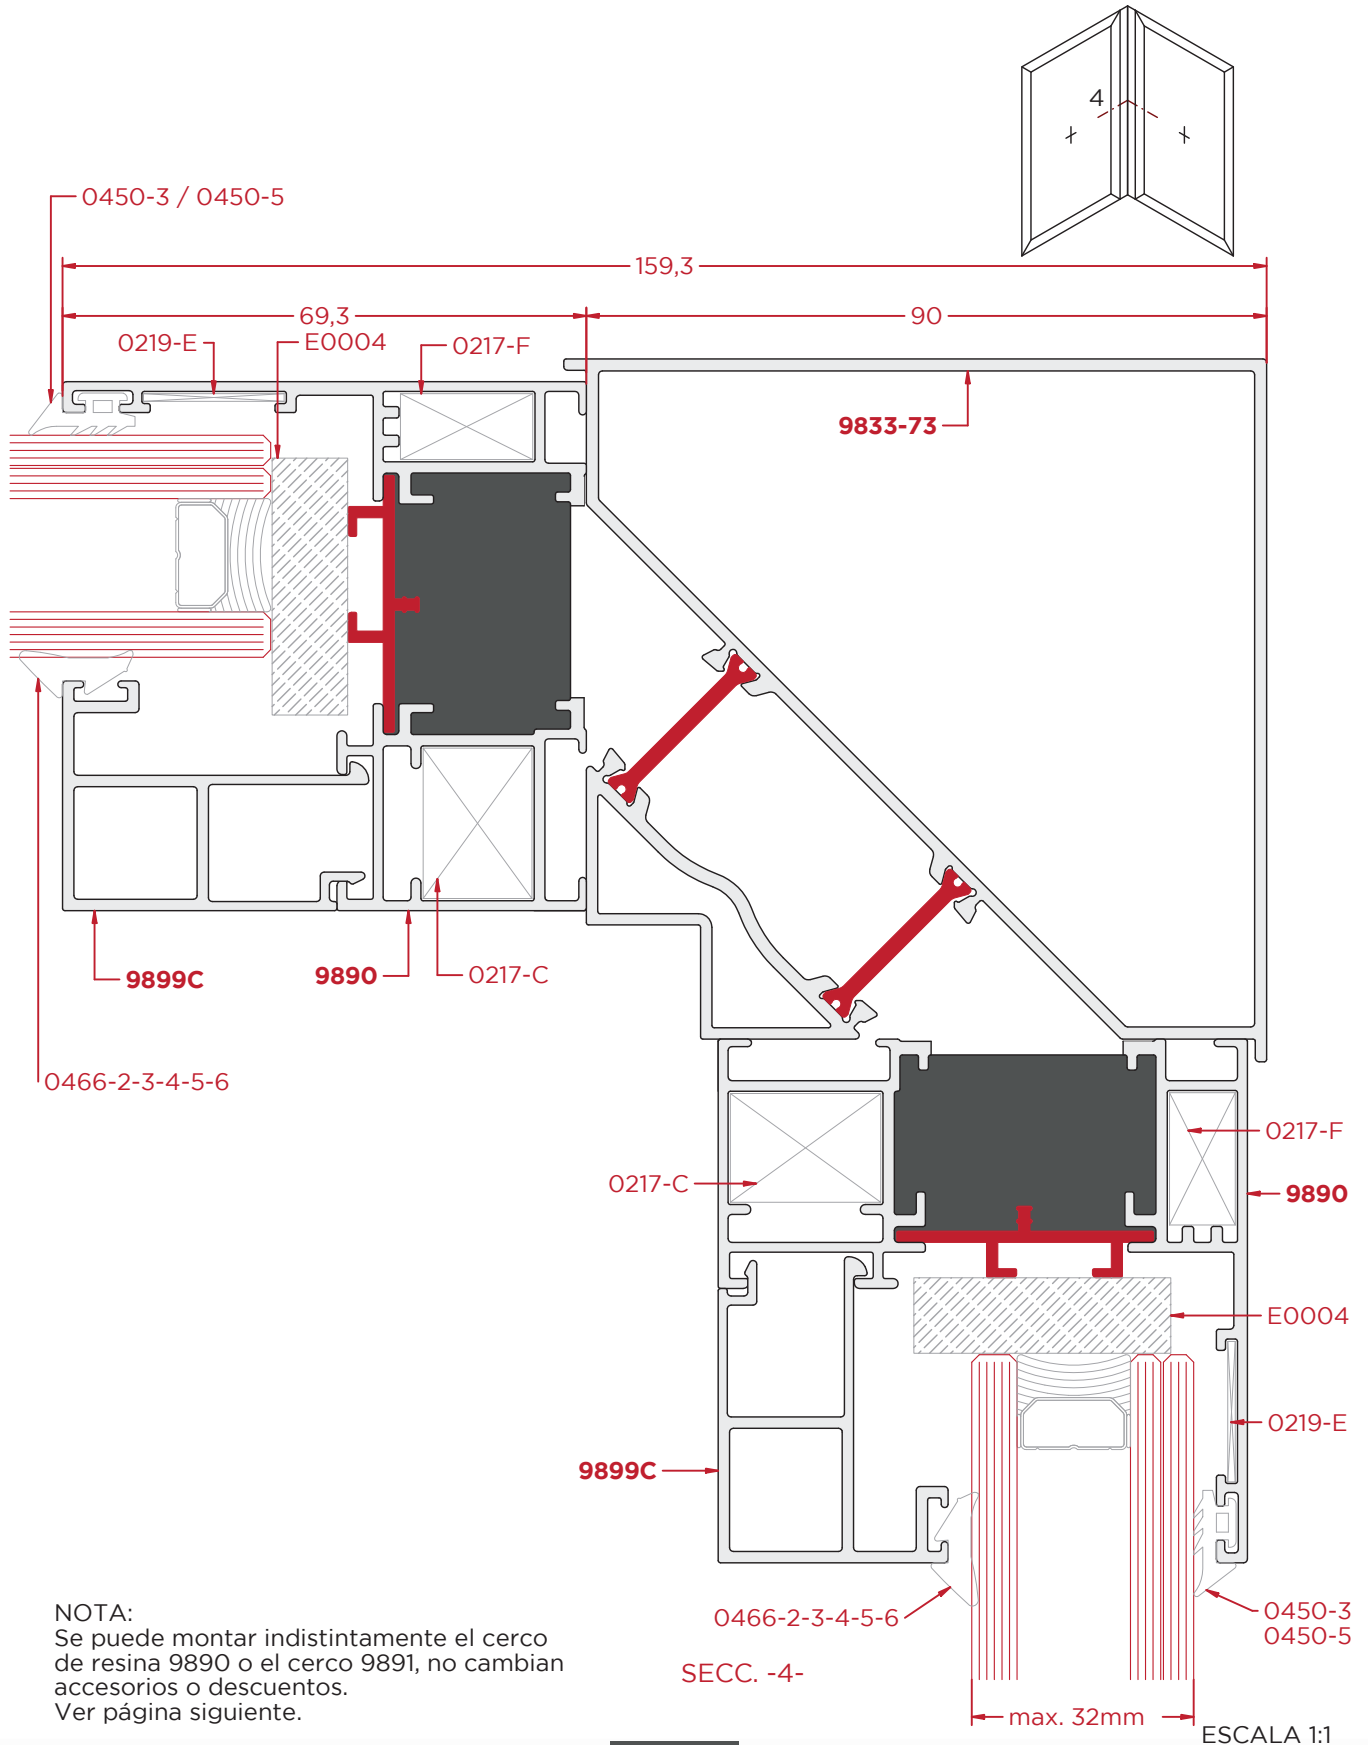 4
0450-3 / 0450-5
159,3
69,3
90
0219-E
E0004
0217-F
9833-73
9899C
9890
0217-C
0466-2-3-4-5-6
0217-F
0217-C
9890
E0004
0219-E
9899C
0466-2-3-4-5-6
0450-3
0450-5
NOTA:
Se puede montar indistintamente el cerco
de resina 9890 o el cerco 9891, no cambian
accesorios o descuentos.
Ver página siguiente.
SECC. -4-
max. 32mm
ESCALA 1:1